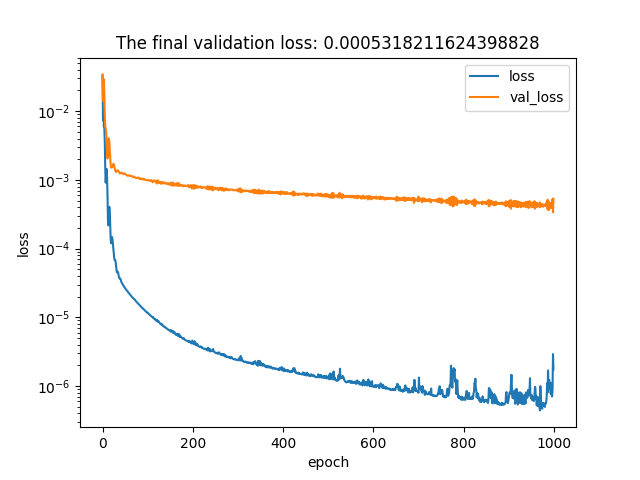 The final validation loss: 0.0005318211624398828
loss
val_loss
10⁻²
10⁻³
10⁻⁴
10⁻⁵
10⁻⁶
loss
0 200 400 600 800 1000
epoch